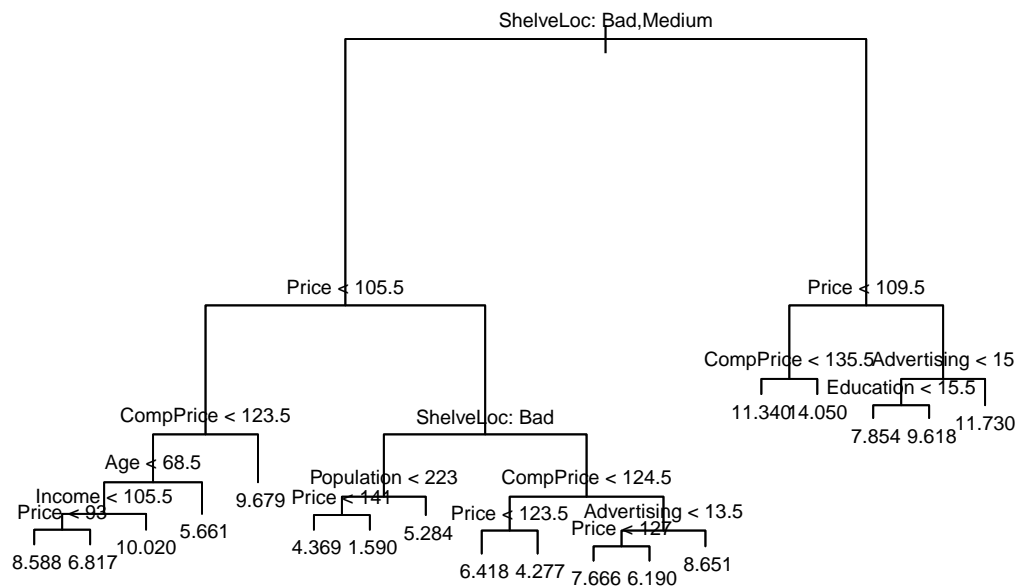 ShelveLoc: Bad,Medium
Price < 105.5
Price < 109.5
CompPrice < 135.5
Advertising < 15
Education < 15.5
11.340
14.050
7.854
9.618
11.730
CompPrice < 123.5
ShelveLoc: Bad
Age < 68.5
9.679
Population < 223
CompPrice < 124.5
Income < 105.5
5.661
Price < 141
5.284
Price < 123.5
Advertising < 13.5
Price < 93
10.020
4.369
1.590
Price < 127
8.651
8.588
6.817
6.418
4.277
7.666
6.190